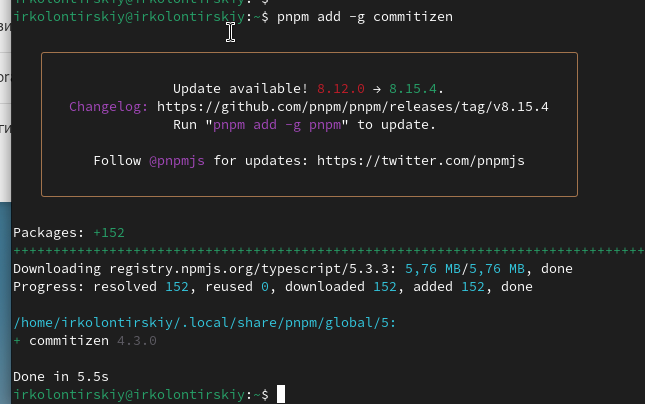 irkolontirskiy@irkolontirskiy:~$
irkolontirskiy@irkolontirskiy:~$ pnpm add -g commitizen
Update available! 8.12.0 → 8.15.4.
Changelog: https://github.com/pnpm/pnpm/releases/tag/v8.15.4
Run "pnpm add -g pnpm" to update.
Follow @pnpmjs for updates: https://twitter.com/pnpmjs
Packages: +152
++++++++++++++++++++++++++++++++++++++++++++++++++++++++++++++++++++++++++++++
Downloading registry.npmjs.org/typescript/5.3.3: 5,76 MB/5,76 MB, done
Progress: resolved 152, reused 0, downloaded 152, added 152, done
/home/irkolontirskiy/.local/share/pnpm/global/5:
+ commitizen 4.3.0
Done in 5.5s
irkolontirskiy@irkolontirskiy:~$